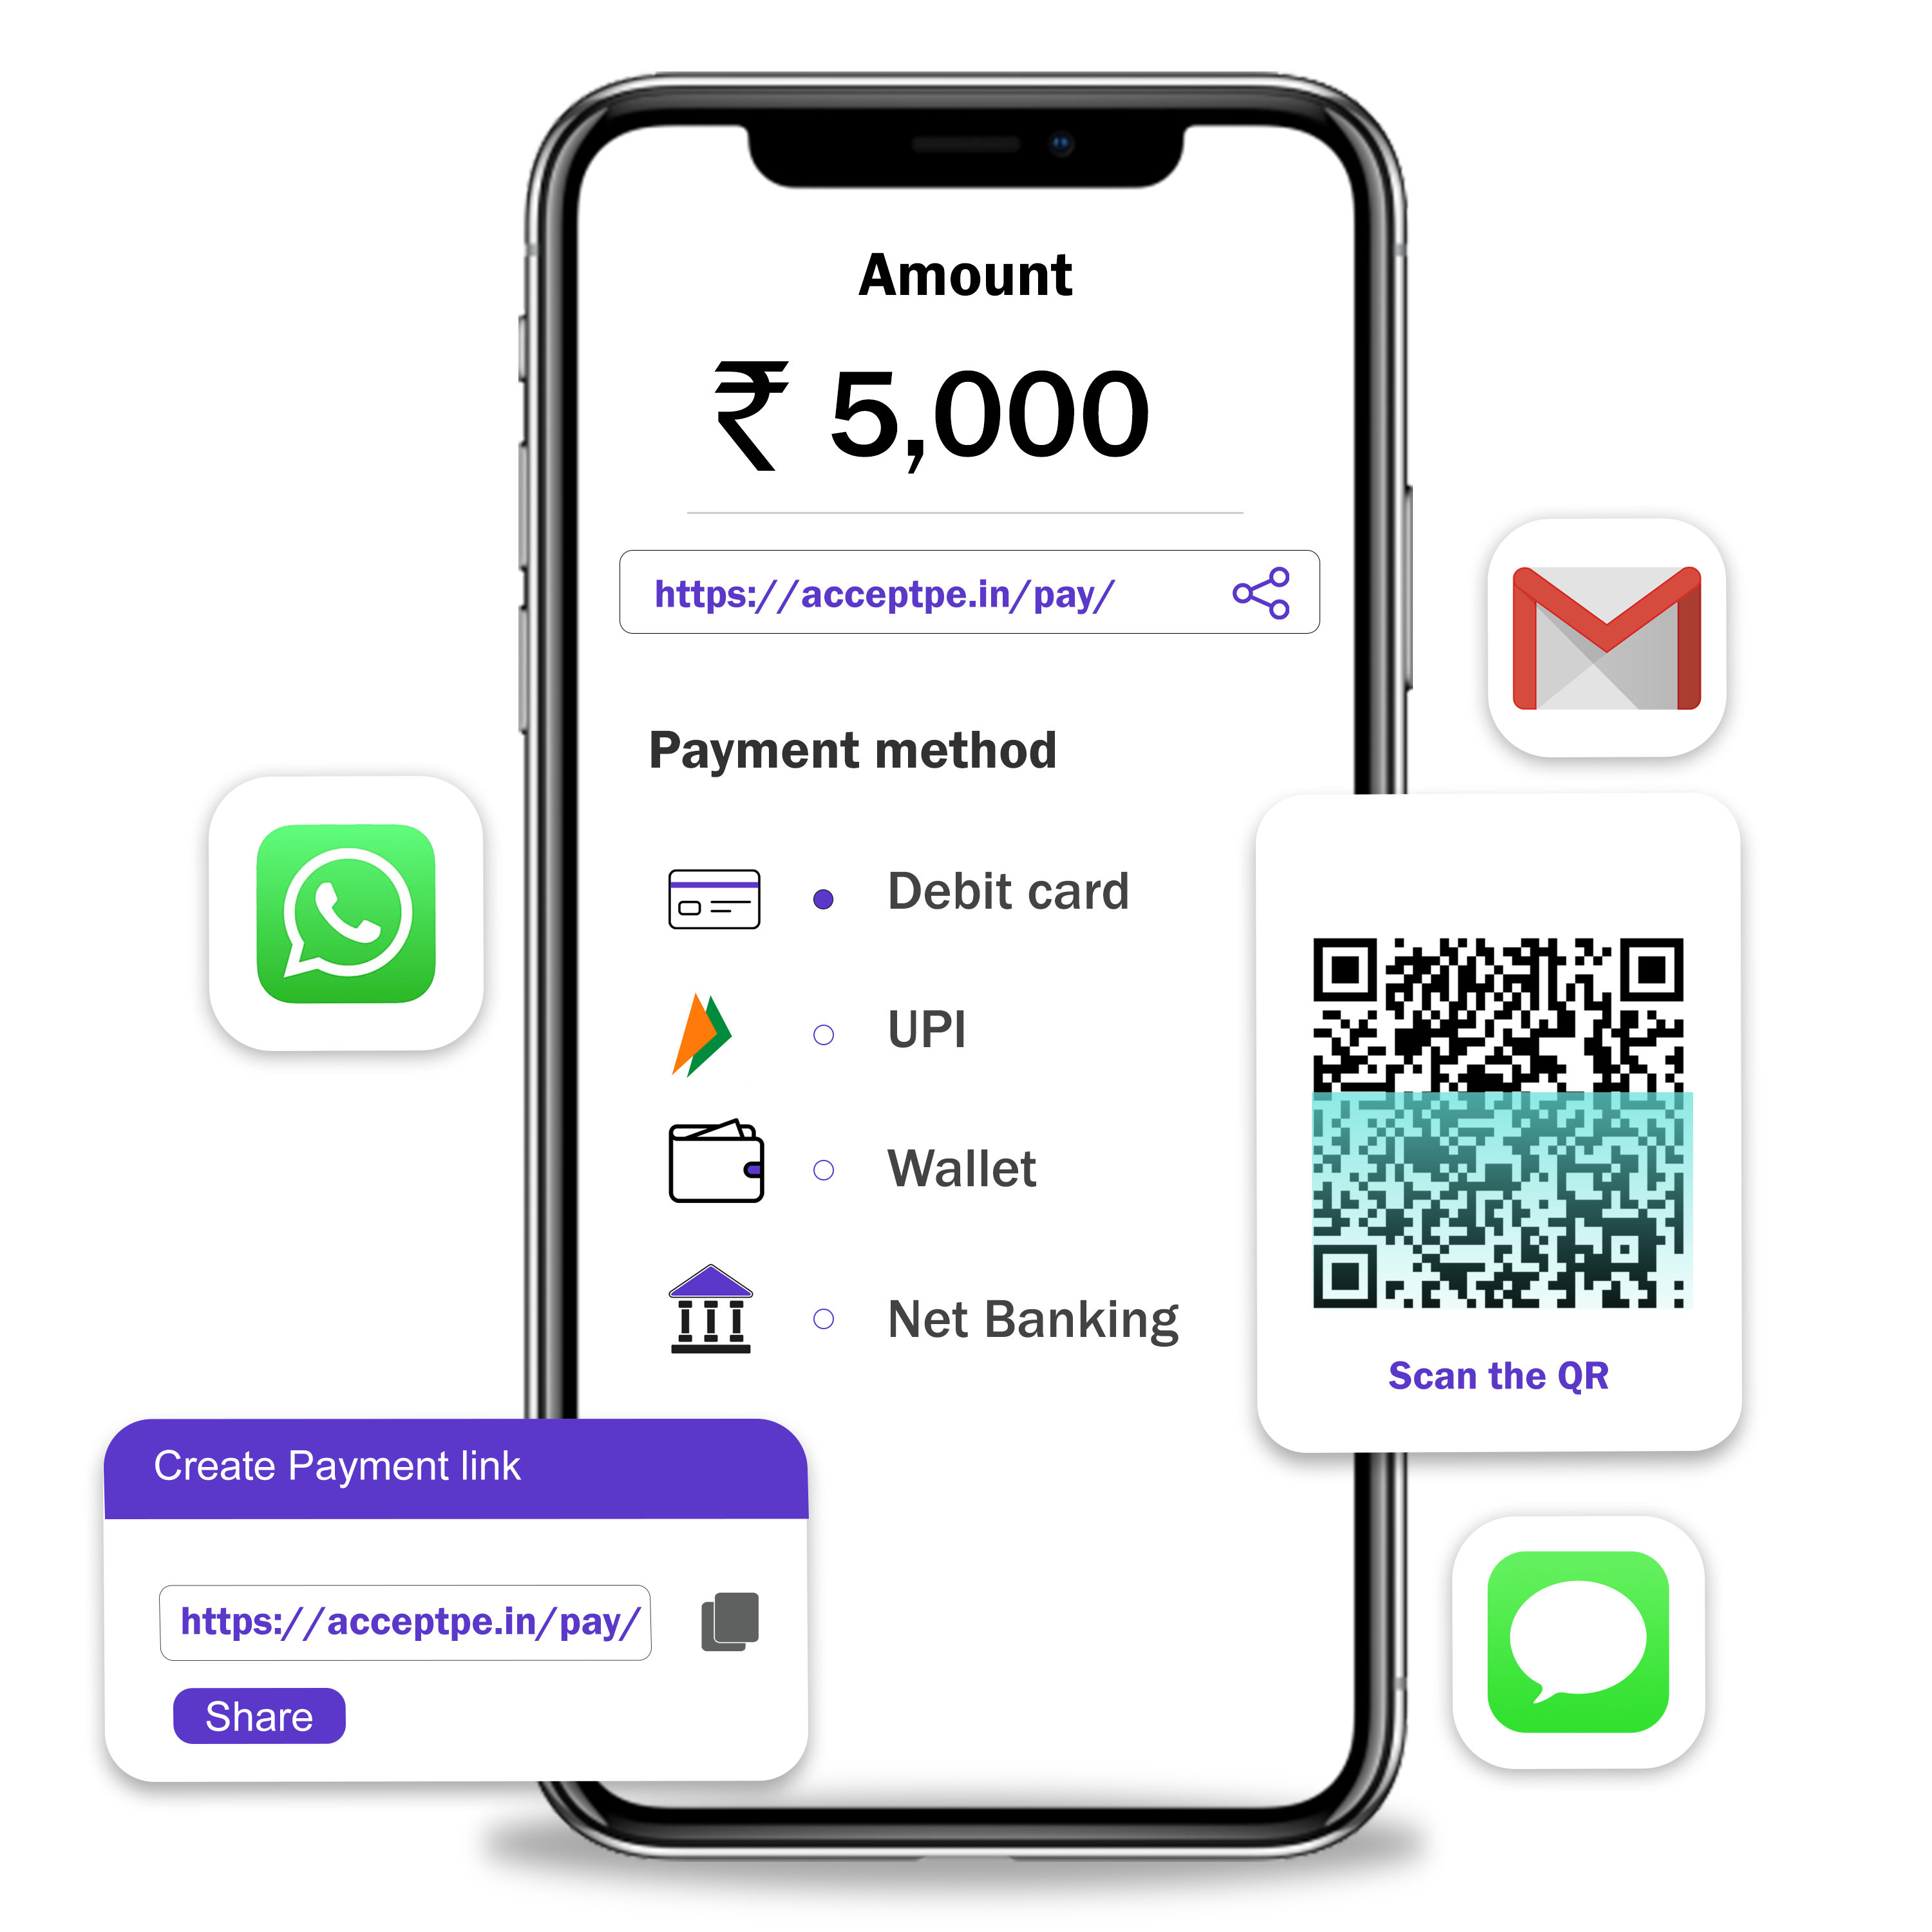 Amount
₹ 5,000
https://acceptpe.in/pay/
Payment method
Debit card
UPI
Wallet
Net Banking
Scan the QR
Create Payment link
https://acceptpe.in/pay/
Share